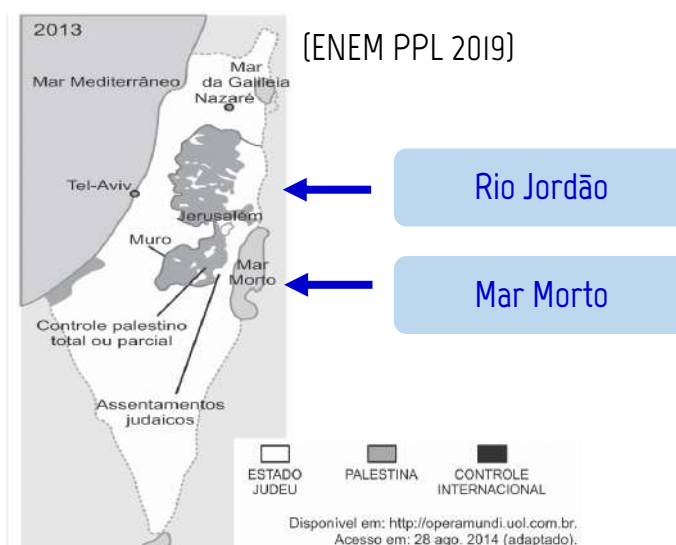 2013
(ENEM PPL 2019)
Mar Mediterrâneo
Mar
da Galileia
Nazaré
Rio Jordão
Tel-Aviv
Jerusalém
Muro
Mar
Morto
Mar Morto
Controle palestino
total ou parcial
Assentamentos
judaicos
ESTADO
JUDEU
PALESTINA
CONTROLE
INTERNACIONAL
Disponivel em: http://operamundi.uol.com.br.
Acesso em: 28 ago. 2014 (adaptado).